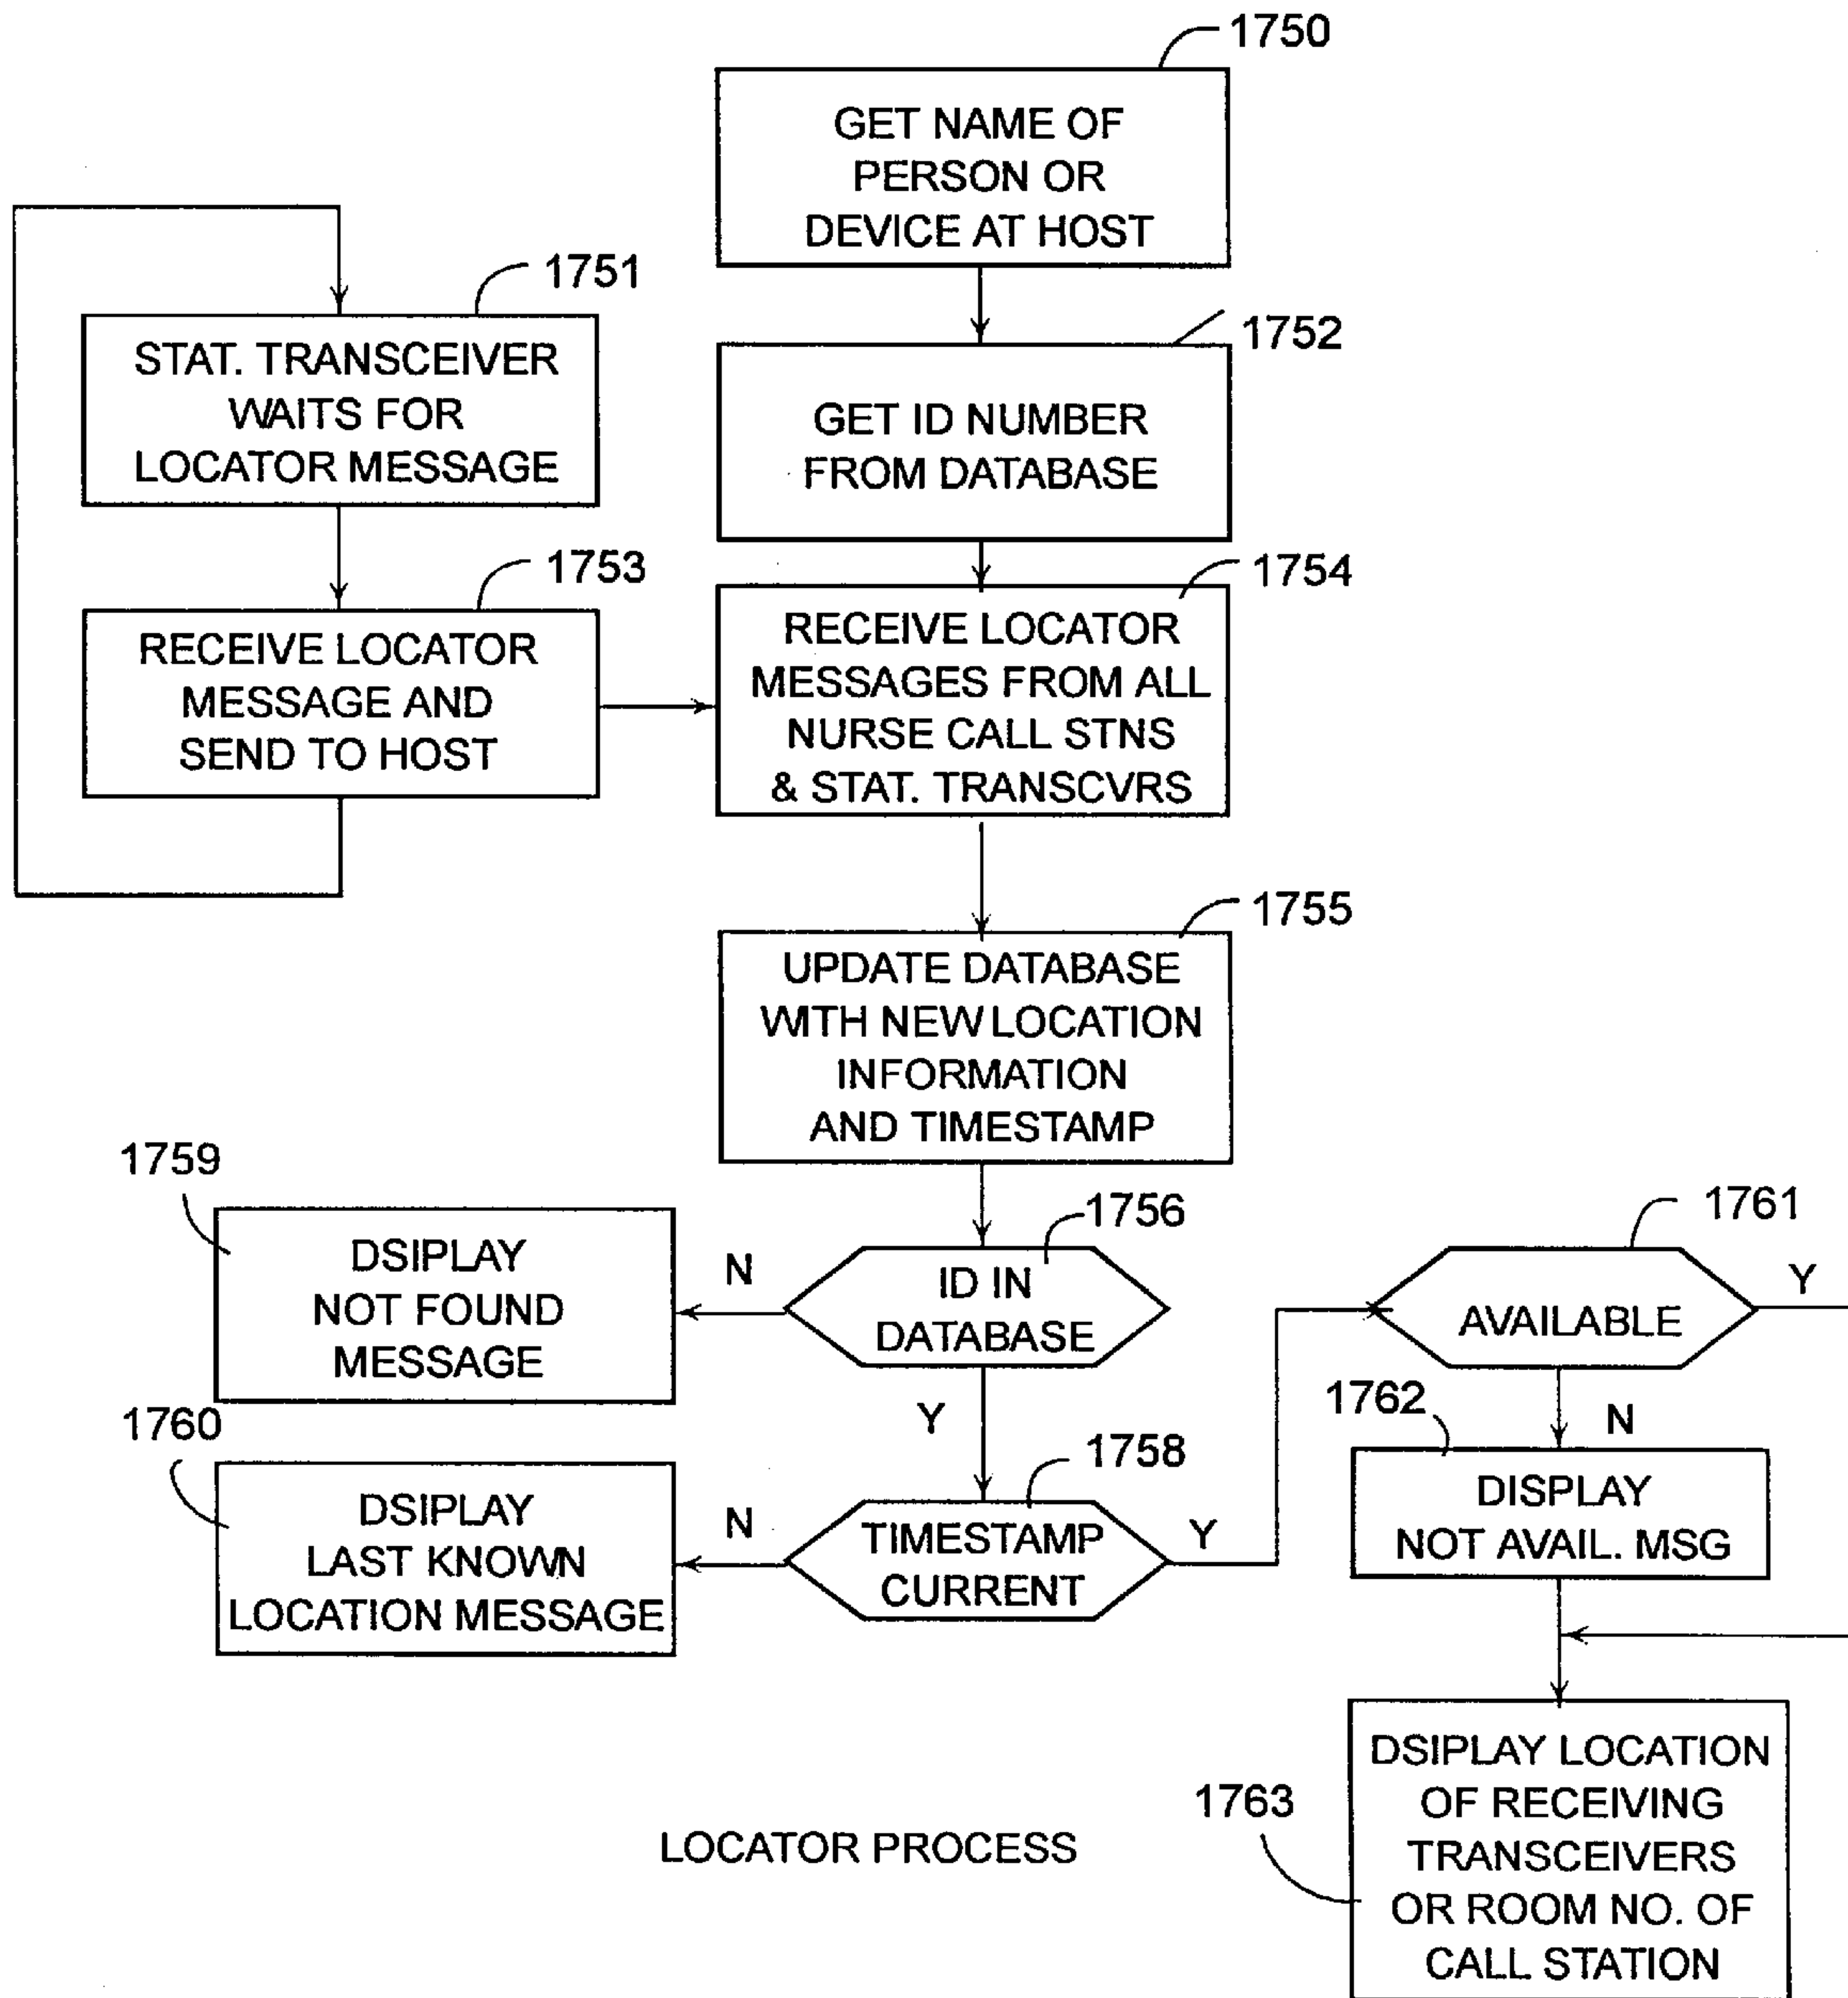 1750
GET NAME OF
PERSON OR
DEVICE AT HOST
1751
STAT. TRANSCEIVER
WAITS FOR
LOCATOR MESSAGE
1752
GET ID NUMBER
FROM DATABASE
1753
RECEIVE LOCATOR
MESSAGE AND
SEND TO HOST
1754
RECEIVE LOCATOR
MESSAGES FROM ALL
NURSE CALL STNS
& STAT. TRANSCVRS
1755
UPDATE DATABASE
WITH NEW LOCATION
INFORMATION
AND TIMESTAMP
1756
ID IN
DATABASE
N
Y
1759
DSIPLAY
NOT FOUND
MESSAGE
1758
TIMESTAMP
CURRENT
N
Y
1760
DSIPLAY
LAST KNOWN
LOCATION MESSAGE
1761
AVAILABLE
Y
N
1762
DISPLAY
NOT AVAIL. MSG
1763
DSIPLAY LOCATION
OF RECEIVING
TRANSCEIVERS
OR ROOM NO. OF
CALL STATION
LOCATOR PROCESS